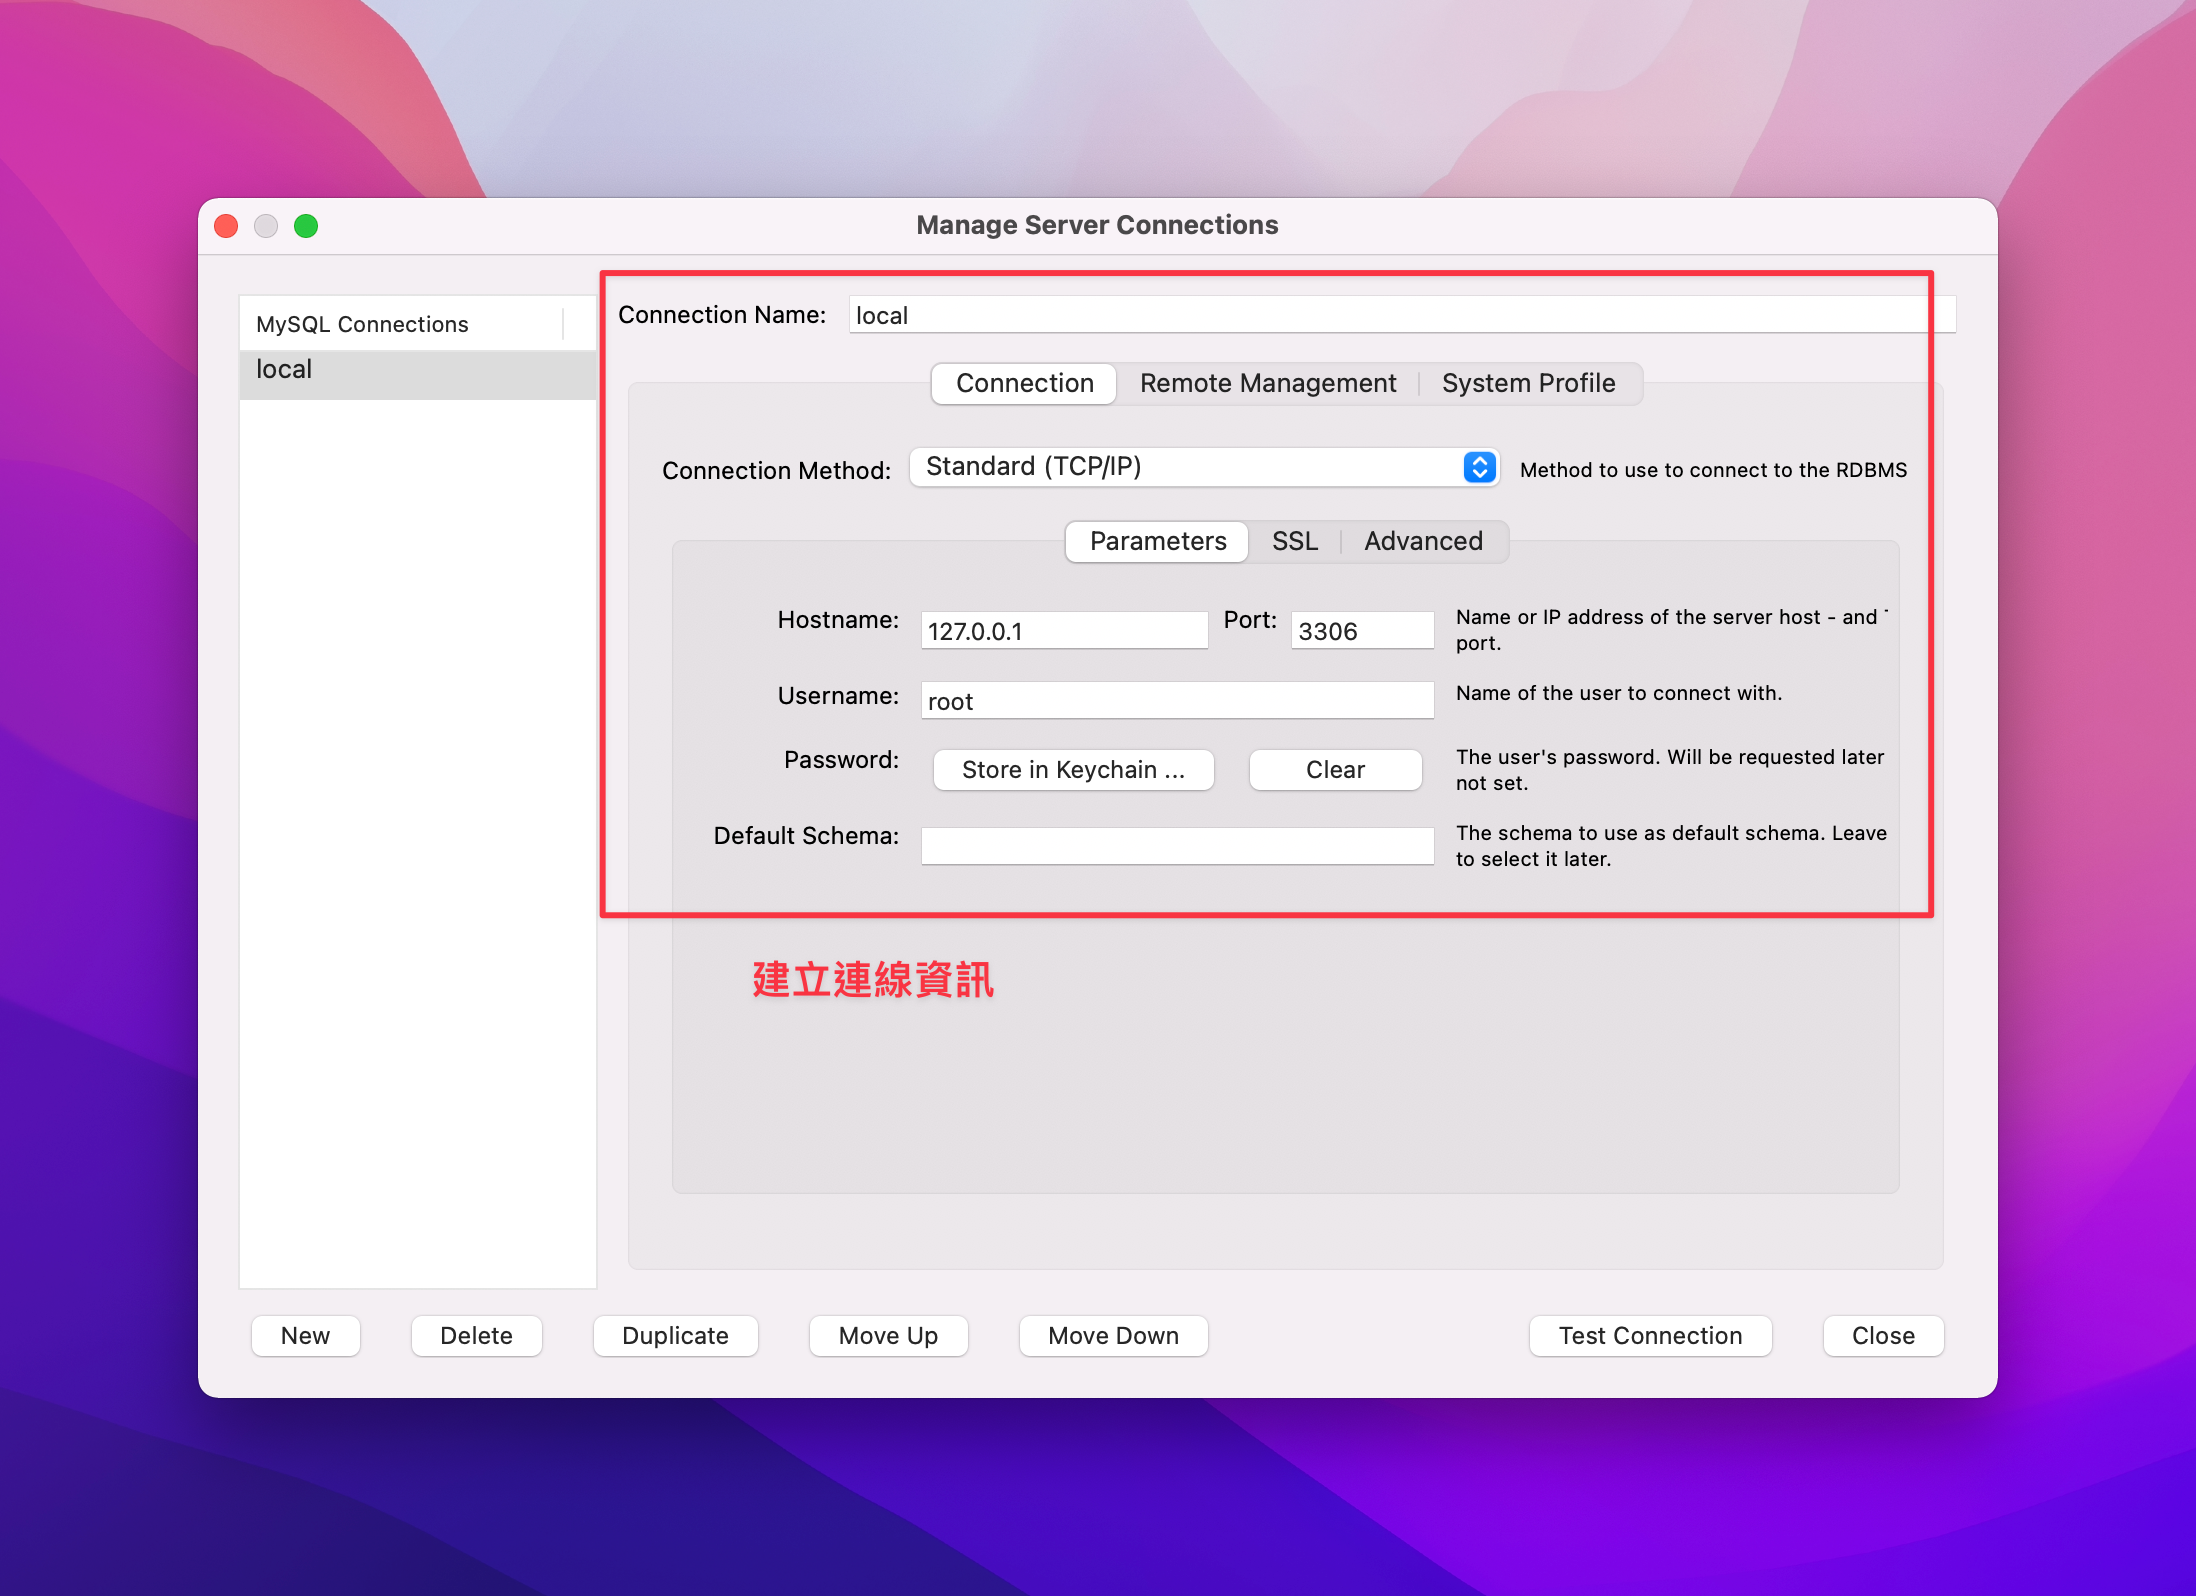 Manage Server Connections
MySQL Connections
local
Connection Name: local
Connection Remote Management System Profile
Connection Method: Standard (TCP/IP) Method to use to connect to the RDBMS
Parameters SSL Advanced
Hostname: 127.0.0.1 Port: 3306 Name or IP address of the server host - and
port.
Username: root Name of the user to connect with.
Password: Store in Keychain ... Clear The user's password. Will be requested later
not set.
Default Schema: The schema to use as default schema. Leave
to select it later.
建立連線資訊
New Delete Duplicate Move Up Move Down Test Connection Close